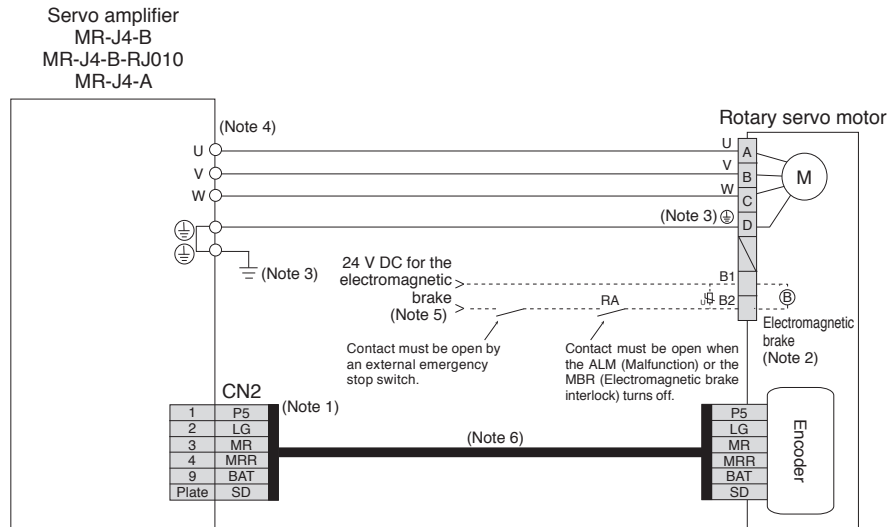 Servo amplifier
MR-J4-B
MR-J4-B-RJ010
MR-J4-A
Rotary servo motor
(Note 4)
U
V
W
U
V
W
A
B
C
D
M
(Note 3)
(Note 3)
24 V DC for the
electromagnetic
brake
(Note 5)
RA
B1
B2
U
B
Electromagnetic
brake
(Note 2)
Contact must be open by
an external emergency
stop switch.
Contact must be open when
the ALM (Malfunction) or the
MBR (Electromagnetic brake
interlock) turns off.
CN2
(Note 1)
1 P5
2 LG
3 MR
4 MRR
9 BAT
Plate SD
(Note 6)
P5
LG
MR
MRR
BAT
SD
Encoder